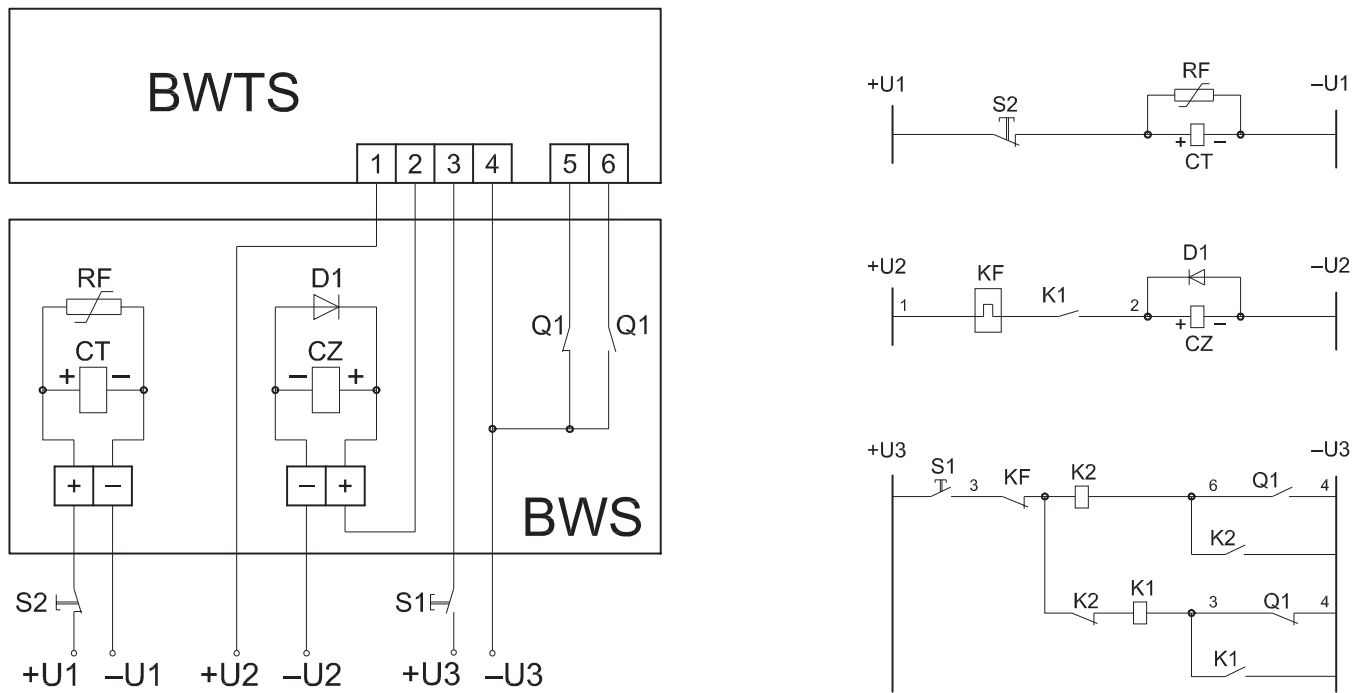 BWTS
1 2 3 4 5 6
RF
CT
+ −
D1
CZ
− +
Q1 Q1
+ − − +
BWS
S2 S1
+U1 −U1 +U2 −U2 +U3 −U3
+U1 −U1
S2
RF
+ −
CT
+U2 −U2
1 KF K1 2
D1
+ −
CZ
+U3 −U3
S1 3 KF K2 6 Q1 4
K2
K2 K1 3 Q1 4
K1